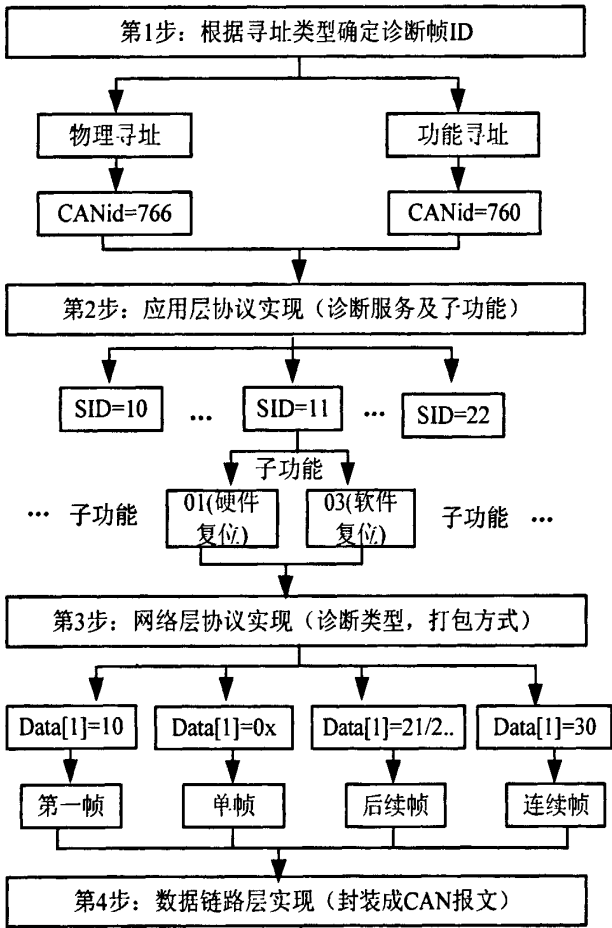 第1步：根据寻址类型确定诊断帧ID
物理寻址 功能寻址
CANid=766 CANid=760
第2步：应用层协议实现（诊断服务及子功能）
SID=10 ... SID=11 ... SID=22
子功能
... 子功能 01(硬件 03(软件 子功能 ...
复位) 复位)
第3步：网络层协议实现（诊断类型，打包方式）
Data[1]=10 Data[1]=0x Data[1]=21/2.. Data[1]=30
第一帧 单帧 后续帧 连续帧
第4步：数据链路层实现（封装成CAN报文）